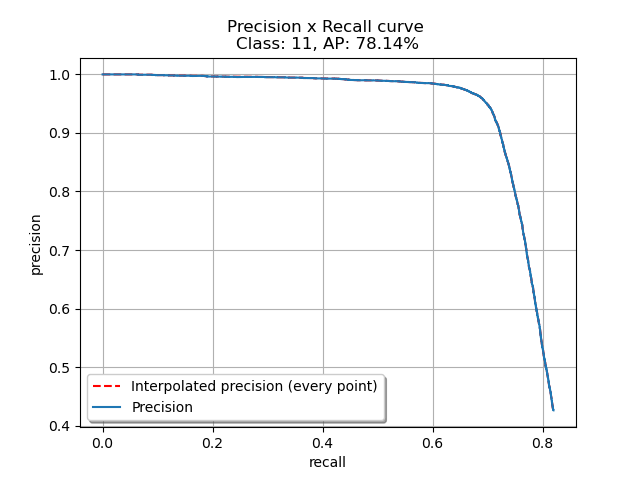 Precision x Recall curve
Class: 11, AP: 78.14%
1.0
0.9
0.8
0.7
0.6
0.5
0.4
precision
Interpolated precision (every point)
Precision
0.0 0.2 0.4 0.6 0.8
recall